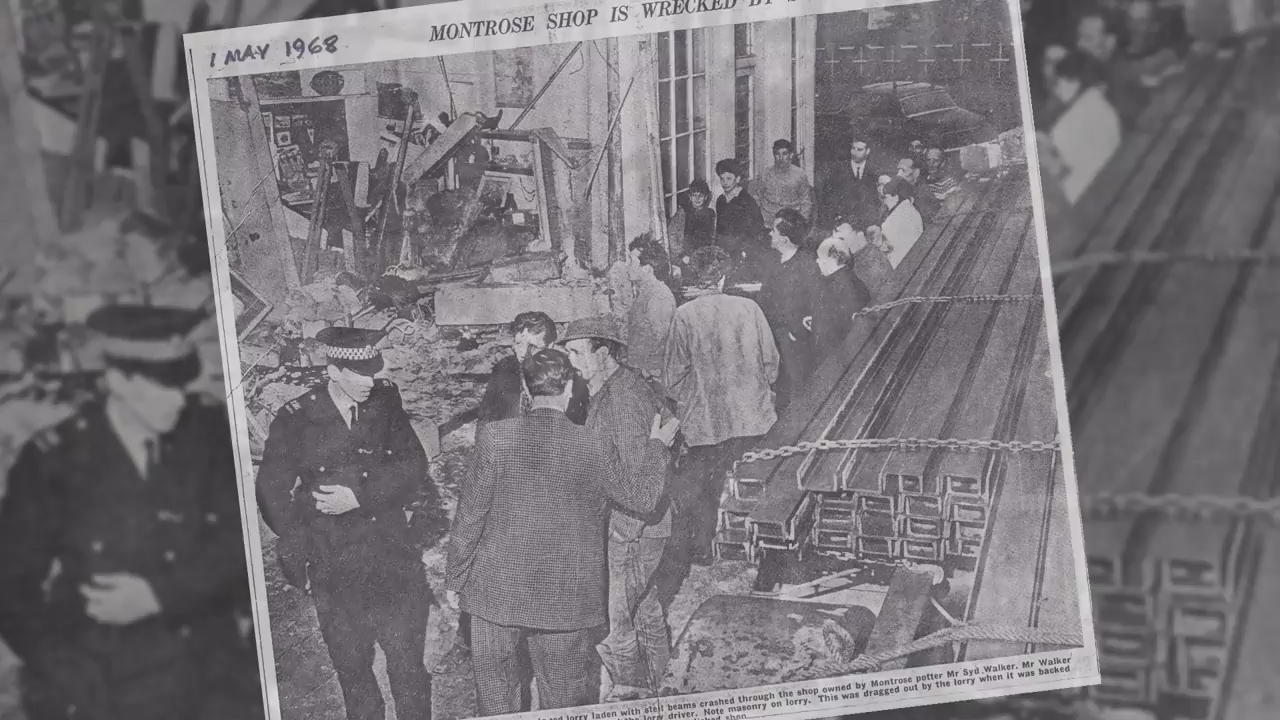 MONTROSE SHOP IS WRECKED BY
1 MAY 1968
lorry laden with steel beams crashed through the shop owned by Montrose potter Mr Syd Walker. Mr Walker
the lorry driver. Note masonry on lorry. This was dragged out by the lorry when it was backed
shop